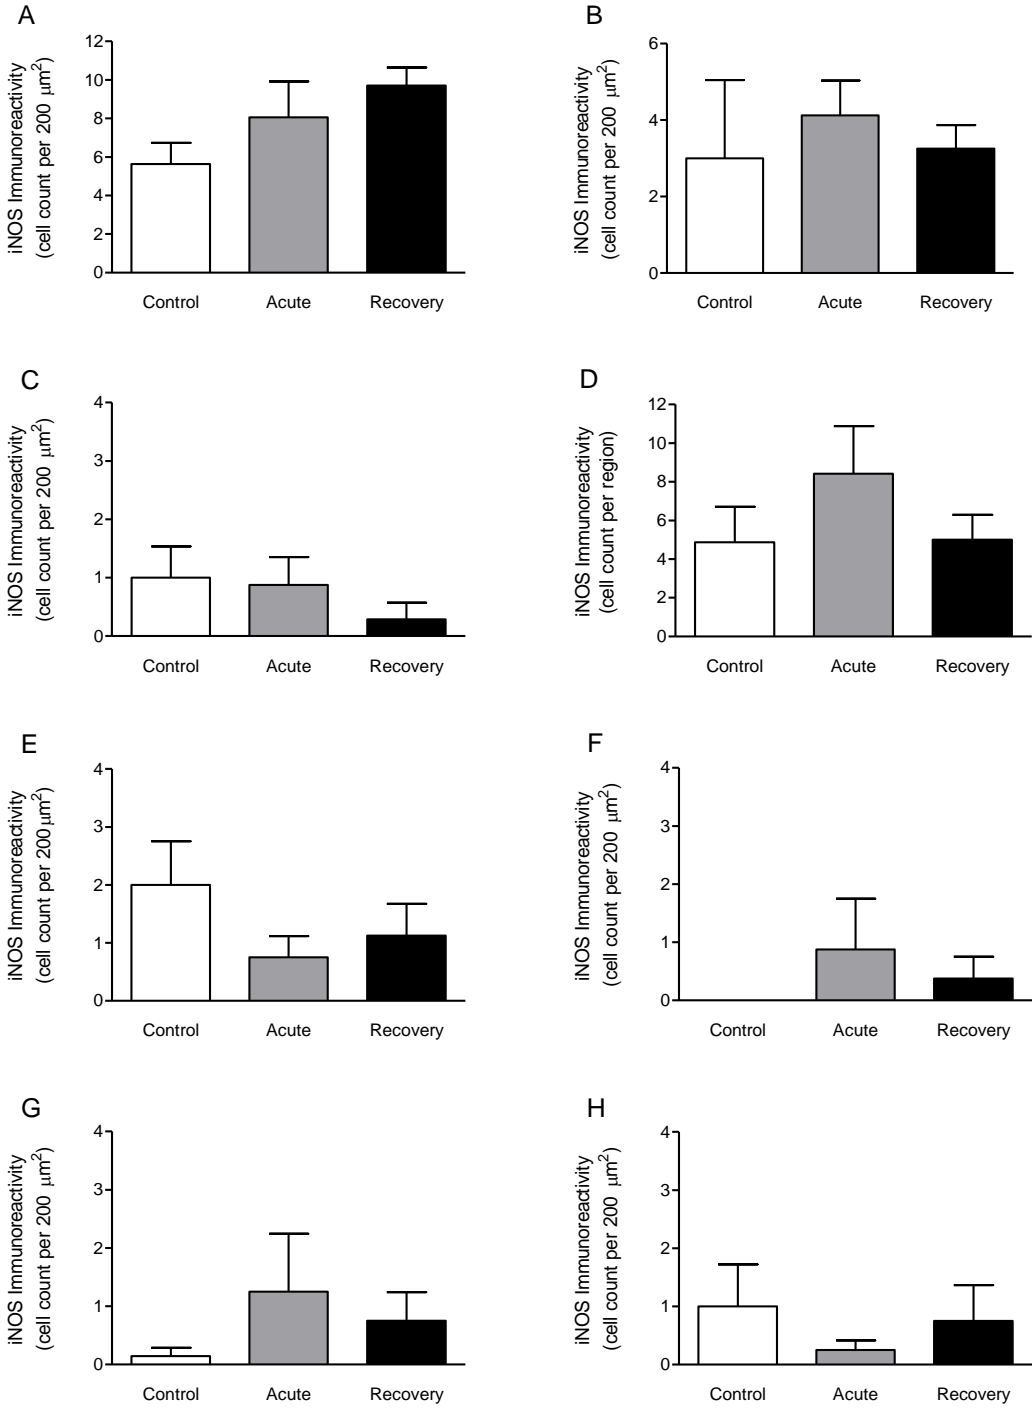 A
iNOS Immunoreactivity
(cell count per 200 μm²)
12
10
8
6
4
2
0
Control Acute Recovery
B
iNOS Immunoreactivity
(cell count per 200 μm²)
6
4
2
0
Control Acute Recovery
C
iNOS Immunoreactivity
(cell count per 200 μm²)
4
3
2
1
0
Control Acute Recovery
D
iNOS Immunoreactivity
(cell count per region)
12
10
8
6
4
2
0
Control Acute Recovery
E
iNOS Immunoreactivity
(cell count per 200 μm²)
4
3
2
1
0
Control Acute Recovery
F
iNOS Immunoreactivity
(cell count per 200 μm²)
4
3
2
1
0
Control Acute Recovery
G
iNOS Immunoreactivity
(cell count per 200 μm²)
4
3
2
1
0
Control Acute Recovery
H
iNOS Immunoreactivity
(cell count per 200 μm²)
4
3
2
1
0
Control Acute Recovery